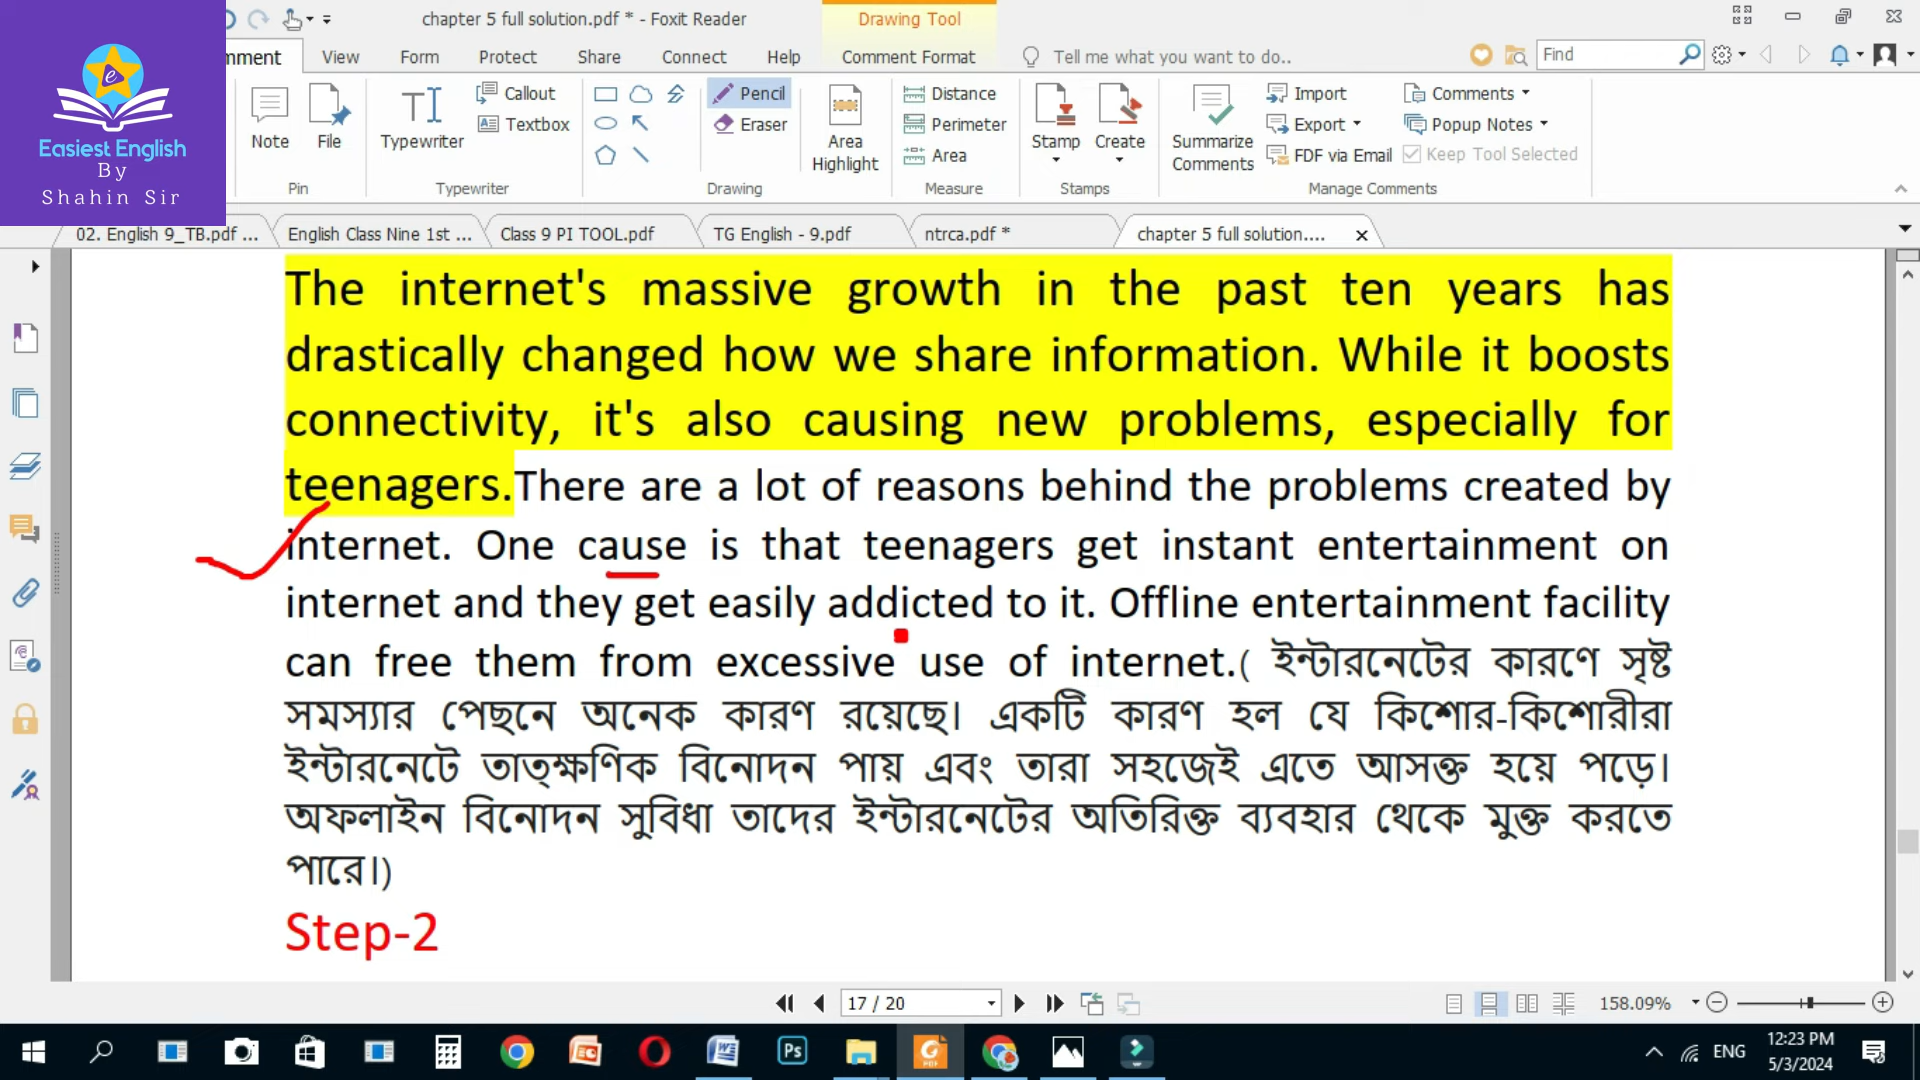 chapter 5 full solution.pdf * - Foxit Reader
Drawing Tool
mment
View
Form
Protect
Share
Connect
Help
Comment Format
Tell me what you want to do..
Find
e
Easiest English
By
Shahin Sir
Note
File
Pin
Typewriter
Callout
Textbox
Typewriter
Pencil
Eraser
Drawing
Area
Highlight
Distance
Perimeter
Area
Measure
Stamp
Create
Stamps
Summarize
Comments
Import
Export
FDF via Email
Comments
Popup Notes
Keep Tool Selected
Manage Comments
02. English 9_TB.pdf ...
English Class Nine 1st ...
Class 9 PI TOOL.pdf
TG English - 9.pdf
ntrca.pdf *
chapter 5 full solution....
The internet's massive growth in the past ten years has
drastically changed how we share information. While it boosts
connectivity, it's also causing new problems, especially for
teenagers.There are a lot of reasons behind the problems created by
internet. One cause is that teenagers get instant entertainment on
internet and they get easily addicted to it. Offline entertainment facility
can free them from excessive use of internet.( ইন্টারনেটের কারণে সৃষ্ট
সমস্যার পেছনে অনেক কারণ রয়েছে। একটি কারণ হল যে কিশোর-কিশোরীরা
ইন্টারনেটে তাত্ক্ষণিক বিনোদন পায় এবং তারা সহজেই এতে আসক্ত হয়ে পড়ে।
অফলাইন বিনোদন সুবিধা তাদের ইন্টারনেটের অতিরিক্ত ব্যবহার থেকে মুক্ত করতে
পারে।)
Step-2
17 / 20
158.09%
Ps
ENG
12:23 PM
5/3/2024